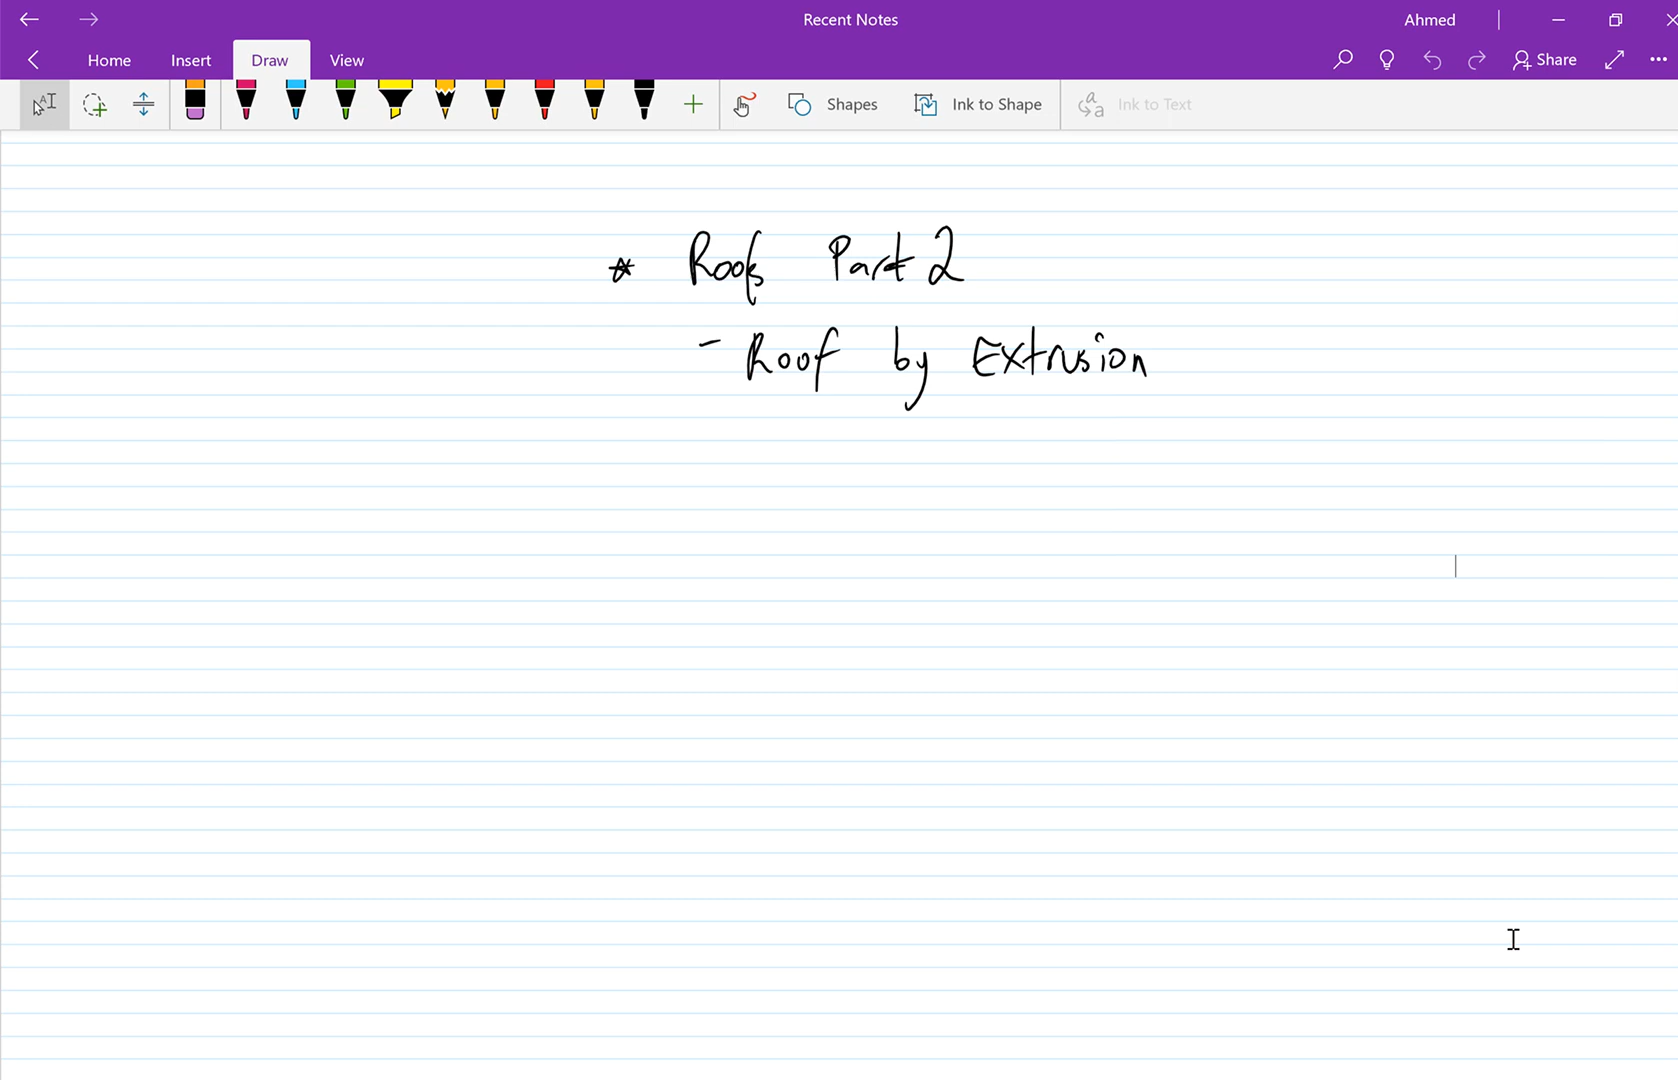 Recent Notes
Ahmed
Home Insert Draw View Share
Shapes Ink to Shape Ink to Text
* Roofs Part 2
- Roof by Extrusion